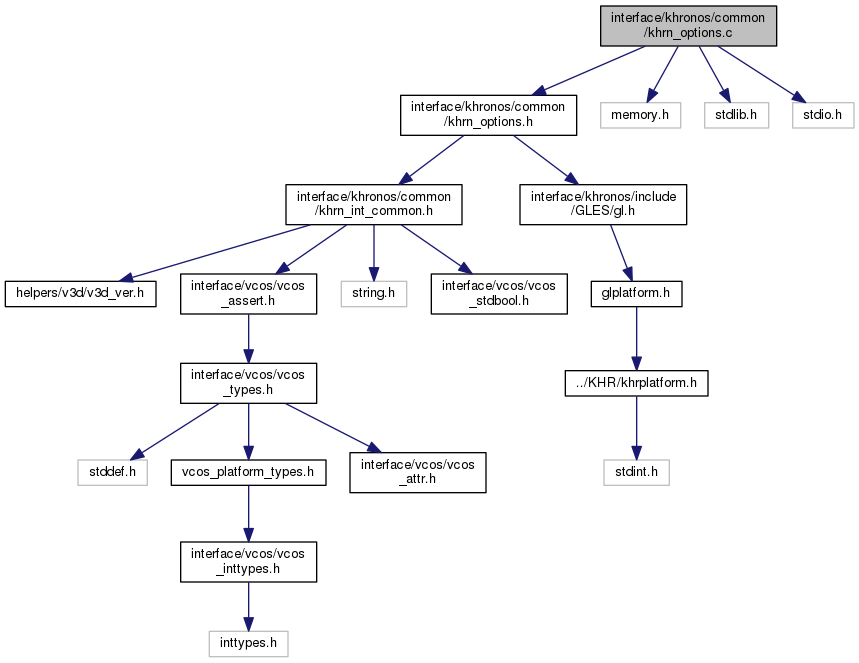 interface/khronos/common
/khrn_options.c
interface/khronos/common
/khrn_options.h
memory.h
stdlib.h
stdio.h
interface/khronos/common
/khrn_int_common.h
interface/khronos/include
/GLES/gl.h
helpers/v3d/v3d_ver.h
interface/vcos/vcos
_assert.h
string.h
interface/vcos/vcos
_stdbool.h
glplatform.h
interface/vcos/vcos
_types.h
../KHR/khrplatform.h
stddef.h
vcos_platform_types.h
interface/vcos/vcos
_attr.h
stdint.h
interface/vcos/vcos
_inttypes.h
inttypes.h